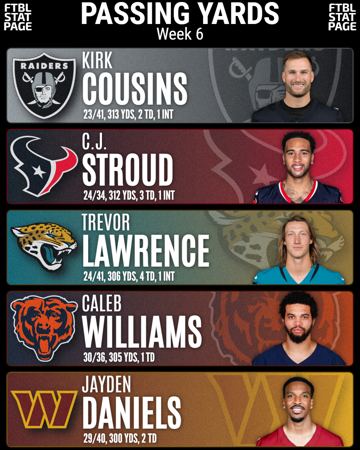 FTBL
STAT
PAGE
PASSING YARDS
Week 6
FTBL
STAT
PAGE
RAIDERS
KIRK
COUSINS
23/41, 313 YDS, 2 TD, 1 INT
C.J.
STROUD
24/34, 312 YDS, 3 TD, 1 INT
TREVOR
LAWRENCE
24/41, 306 YDS, 4 TD, 1 INT
CALEB
WILLIAMS
30/36, 305 YDS, 1 TD
JAYDEN
DANIELS
29/40, 300 YDS, 2 TD